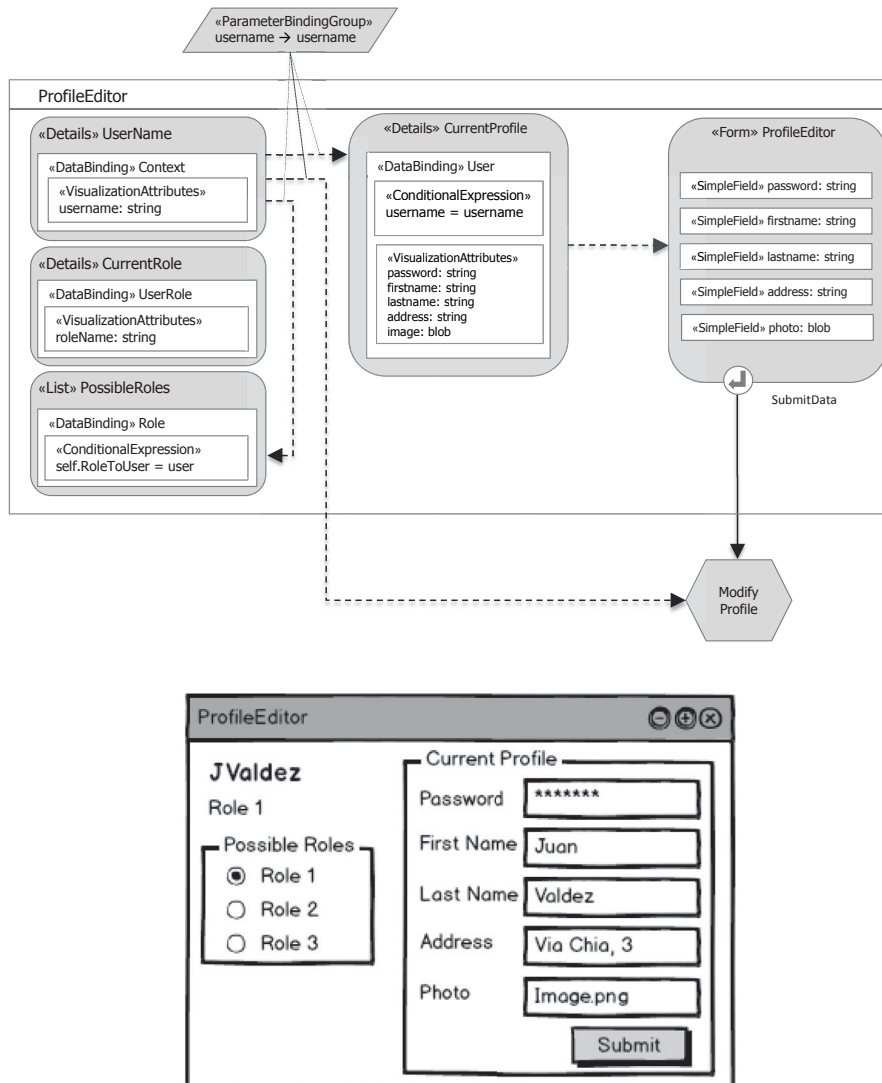 «ParameterBindingGroup»
username → username
ProfileEditor
«Details» UserName
«DataBinding» Context
«VisualizationAttributes»
username: string
«Details» CurrentRole
«DataBinding» UserRole
«VisualizationAttributes»
roleName: string
«List» PossibleRoles
«DataBinding» Role
«ConditionalExpression»
self.RoleToUser = user
«Details» CurrentProfile
«DataBinding» User
«ConditionalExpression»
username = username
«VisualizationAttributes»
password: string
firstname: string
lastname: string
address: string
image: blob
«Form» ProfileEditor
«SimpleField» password: string
«SimpleField» firstname: string
«SimpleField» lastname: string
«SimpleField» address: string
«SimpleField» photo: blob
SubmitData
Modify
Profile
ProfileEditor
JValdez
Role 1
Possible Roles
Role 1
Role 2
Role 3
Current Profile
Password *******
First Name Juan
Last Name Valdez
Address Via Chia, 3
Photo Image.png
Submit